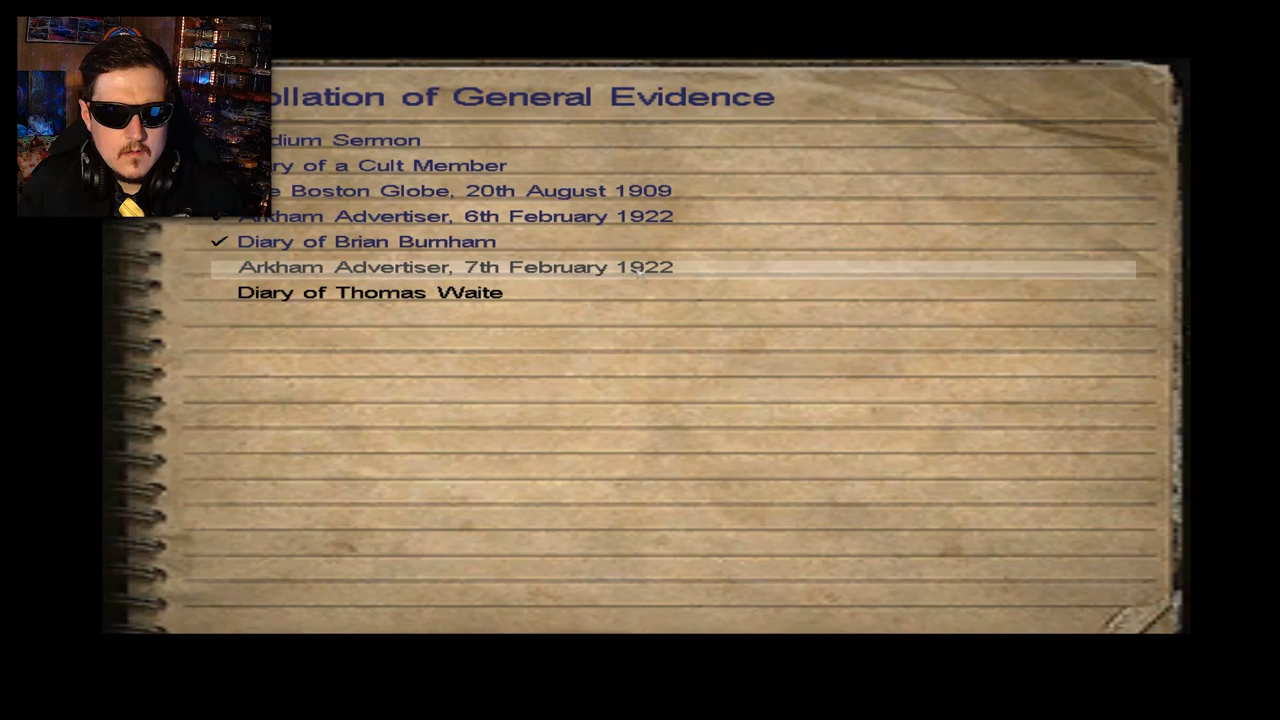 ollation of General Evidence
dium Sermon
ry of a Cult Member
e Boston Globe, 20th August 1909
Arkham Advertiser, 6th February 1922
Diary of Brian Burnham
Arkham Advertiser, 7th February 1922
Diary of Thomas Waite